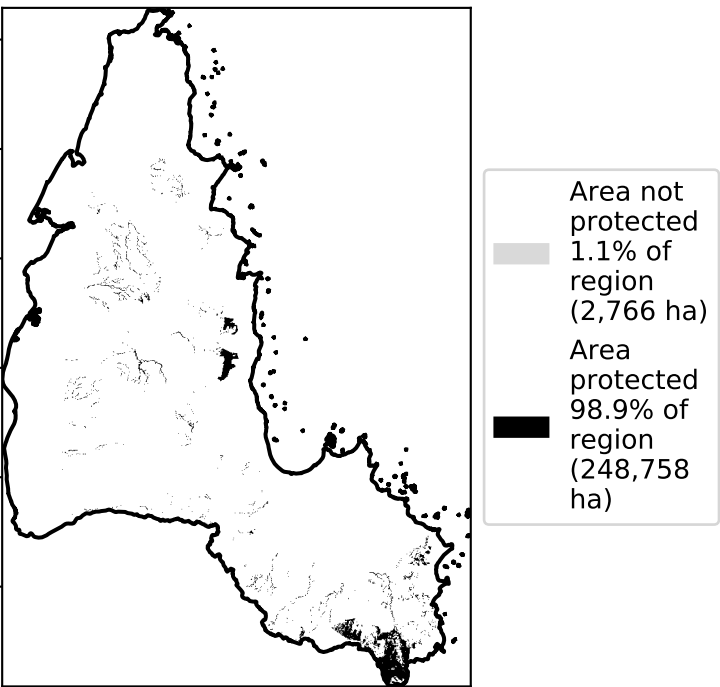 Area not
protected
1.1% of
region
(2,766 ha)
Area
protected
98.9% of
region
(248,758
ha)